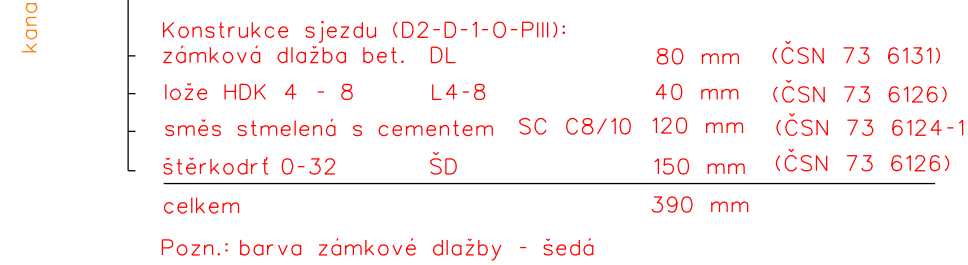 kana
Konstrukce sjezdu (D2-D-1-O-PIII):
zámková dlažba bet. DL 80 mm (ČSN 73 6131)
lože HDK 4 - 8 L4-8 40 mm (ČSN 73 6126)
směs stmelená s cementem SC C8/10 120 mm (ČSN 73 6124-1
štěrkodrť 0-32 ŠD 150 mm (ČSN 73 6126)
celkem 390 mm
Pozn.: barva zámkové dlažby - šedá